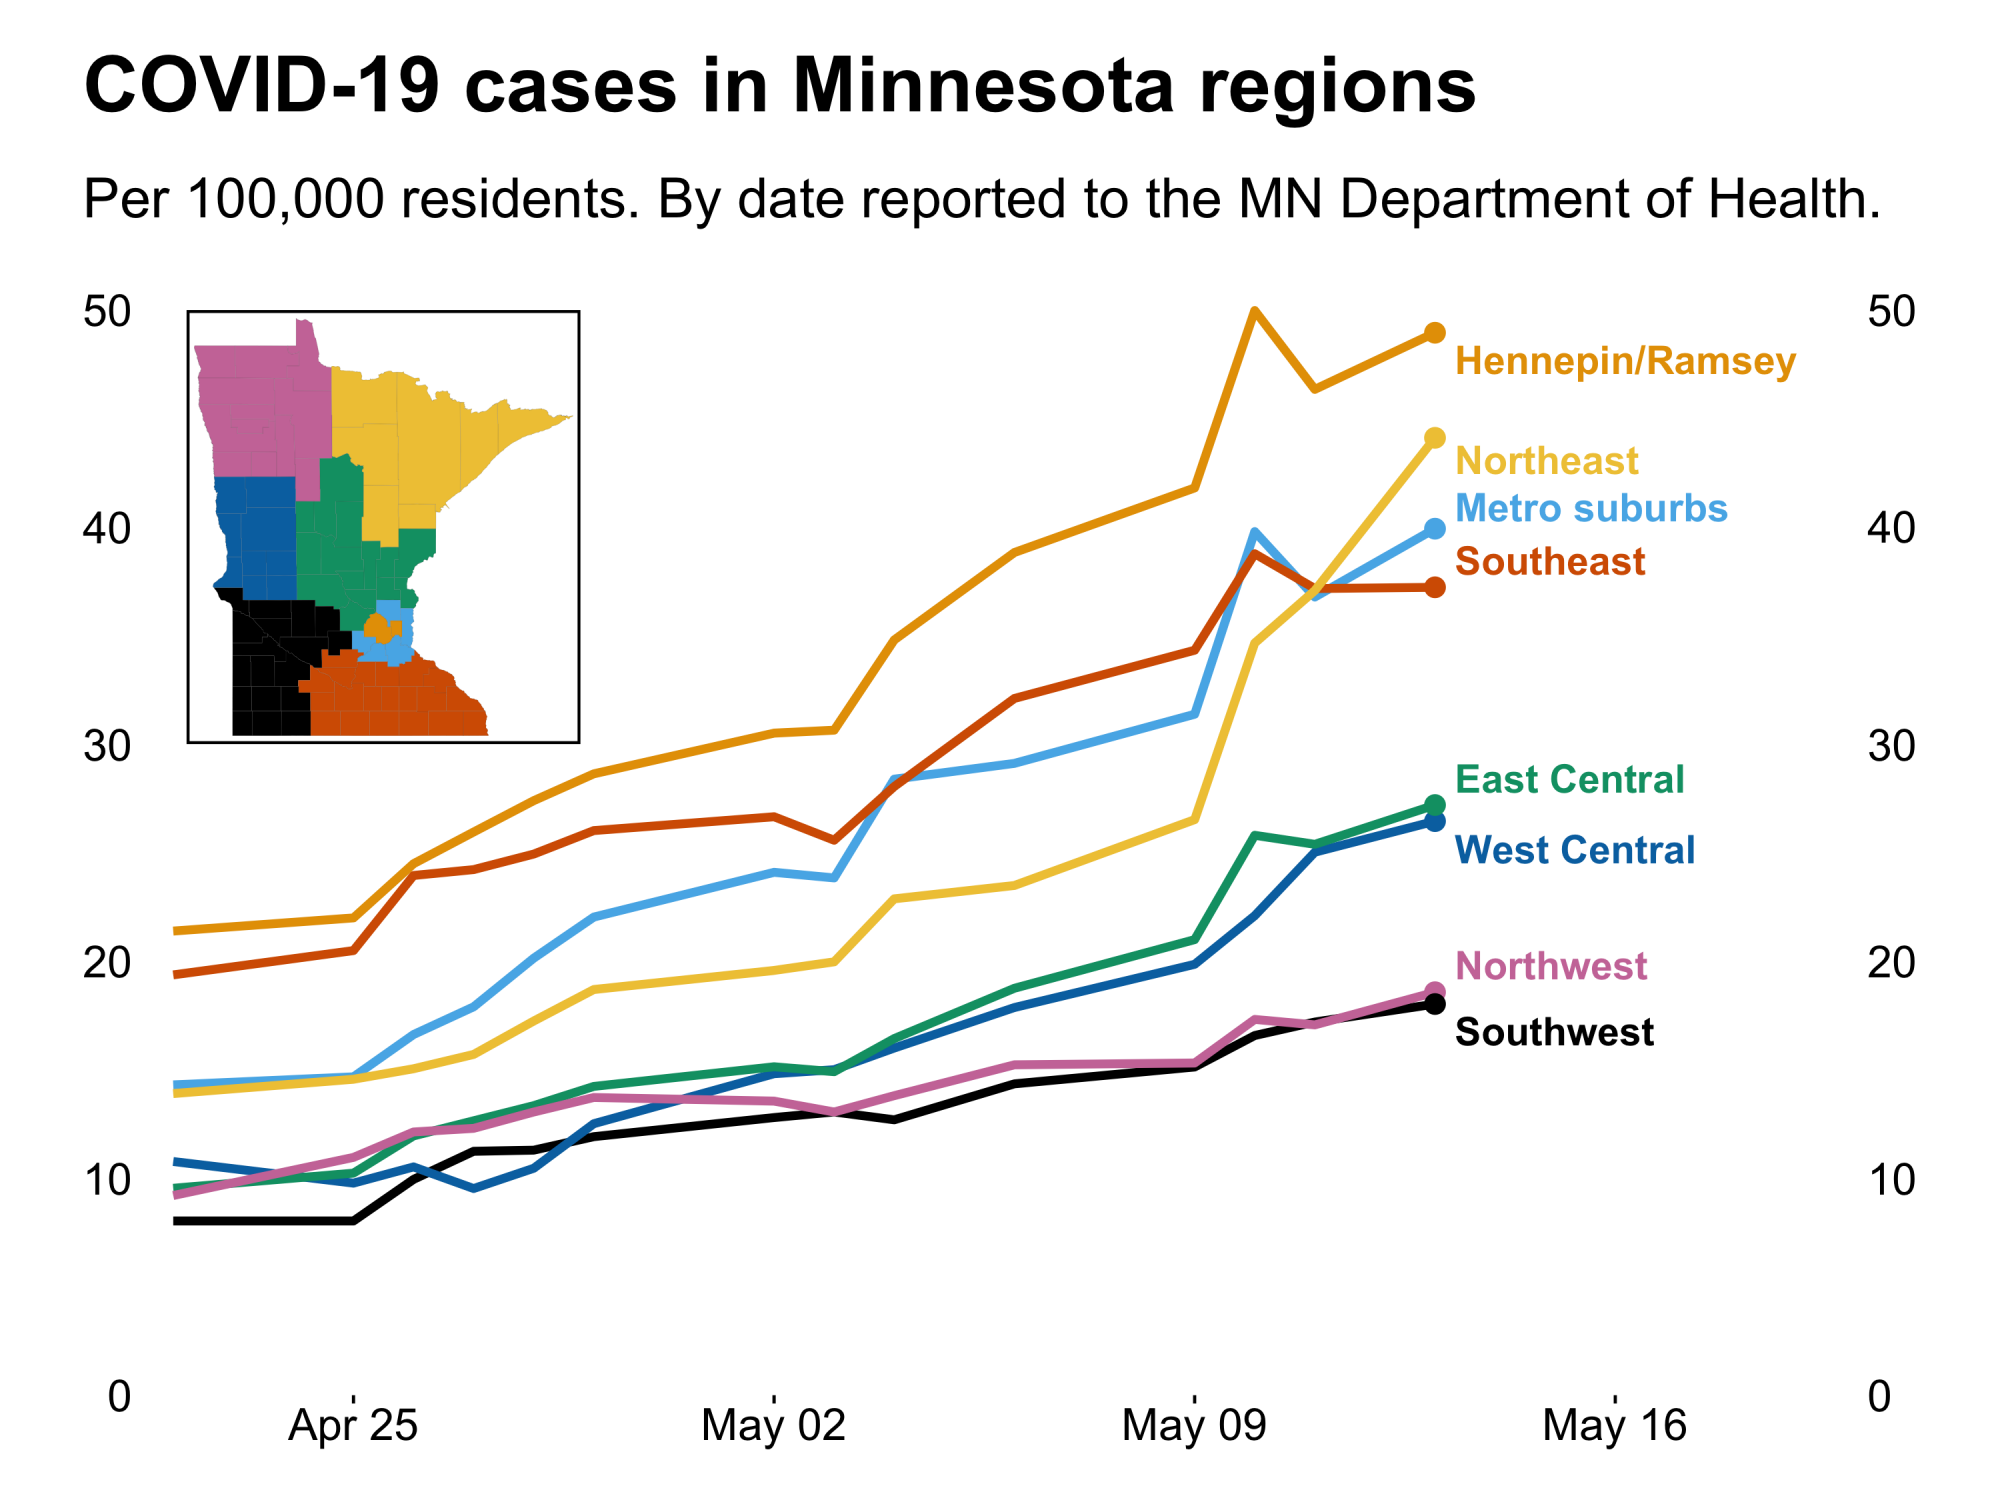 COVID-19 cases in Minnesota regions
Per 100,000 residents. By date reported to the MN Department of Health.
50
50
Hennepin/Ramsey
Northeast
Metro suburbs
40
40
Southeast
30
30
East Central
West Central
20
20
Northwest
Southwest
10
10
0
0
Apr 25
May 02
May 09
May 16